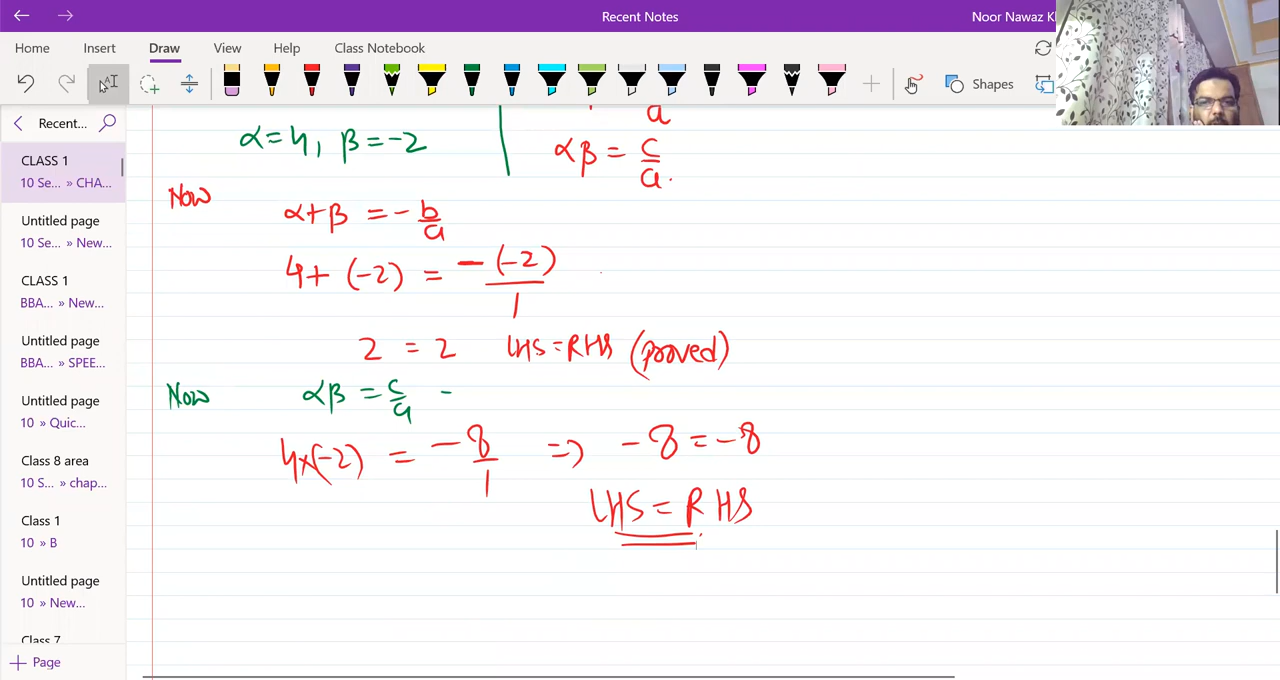 Recent Notes
Noor Nawaz
Home Insert Draw View Help Class Notebook
Shapes
Recent...
CLASS 1
10 Se... » CHA...
Untitled page
10 Se... » New...
CLASS 1
BBA... » New...
Untitled page
BBA... » SPEE...
Untitled page
10 » Quic...
Class 8 area
10 S... » chap...
Class 1
10 » B
Untitled page
10 » New...
Class 7
Page
a
α=4, β=-2
αβ = c/a.
Now
α+β = -b/a
4+ (-2) = -(-2)/1
2 = 2 LHS=RHS (proved)
Now αβ = c/a -
4×(-2) = -8/1 => -8=-8
LHS = RHS